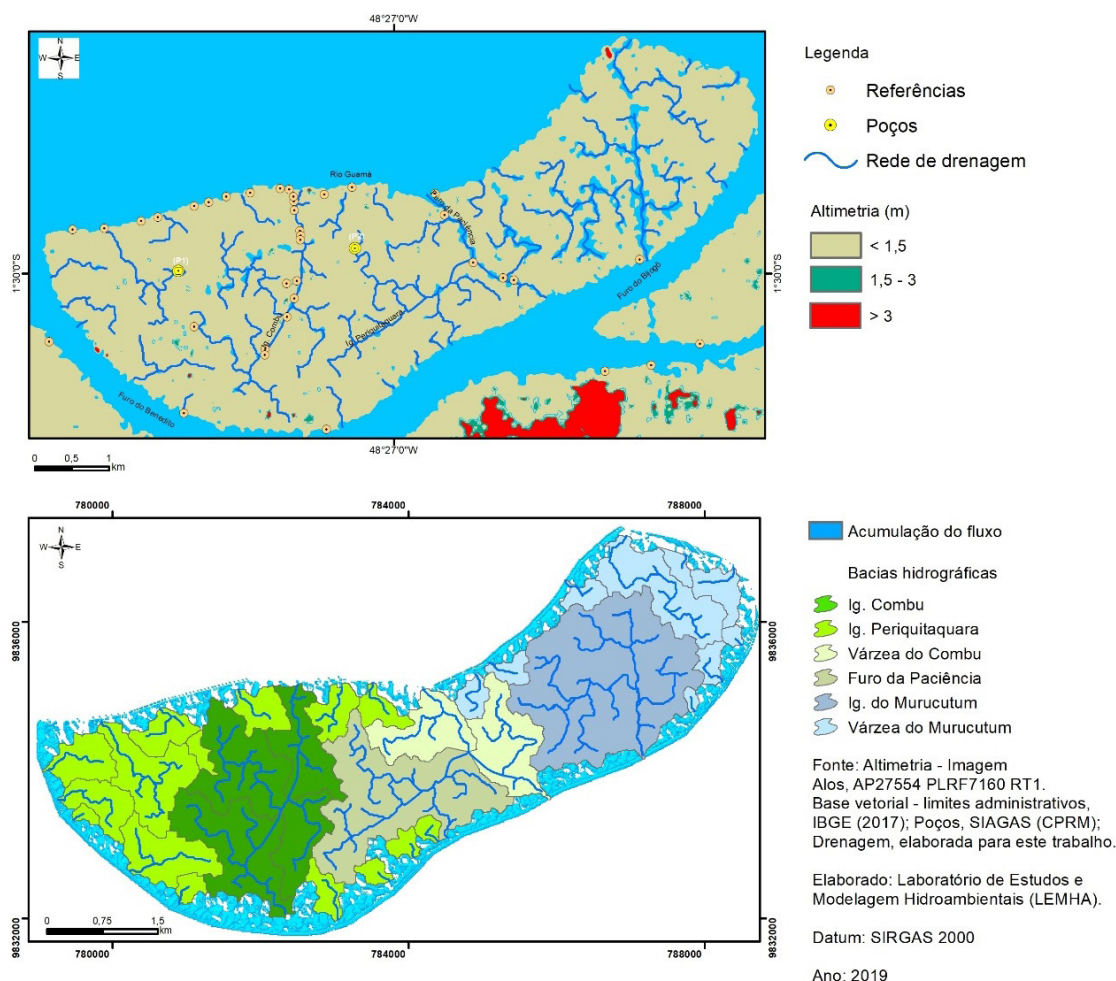 48°27'0"W
N
W E
S
Legenda
Referências
Poços
Rede de drenagem
Altimetria (m)
< 1,5
1,5 - 3
> 3
Rio Guamá
Furo da Paciência
(P1)
1°30'0"S
1°30'0"S
Furo do Bijogó
Ig. Combu
Ig. Periquitaquara
Furo do Benedito
48°27'0"W
0 0,5 1
km
780000 784000 788000
N
W E
S
Acumulação do fluxo
Bacias hidrográficas
Ig. Combu
Ig. Periquitaquara
Várzea do Combu
Furo da Paciência
Ig. do Murucutum
Várzea do Murucutum
9836000
9836000
Fonte: Altimetria - Imagem
Alos, AP27554 PLRF7160 RT1.
Base vetorial - limites administrativos,
IBGE (2017); Poços, SIAGAS (CPRM);
Drenagem, elaborada para este trabalho.
Elaborado: Laboratório de Estudos e
Modelagem Hidroambientais (LEMHA).
Datum: SIRGAS 2000
Ano: 2019
9832000
9832000
0 0,75 1,5
km
780000 784000 788000